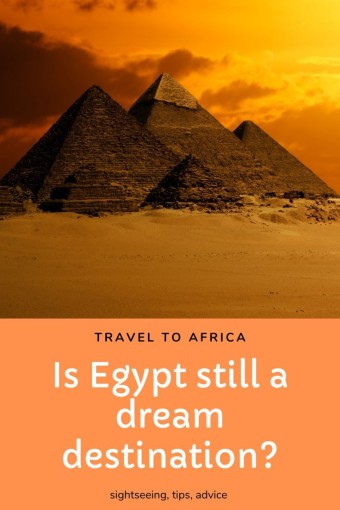 TRAVEL TO AFRICA
Is Egypt still a
dream
destination?
sightseeing, tips, advice